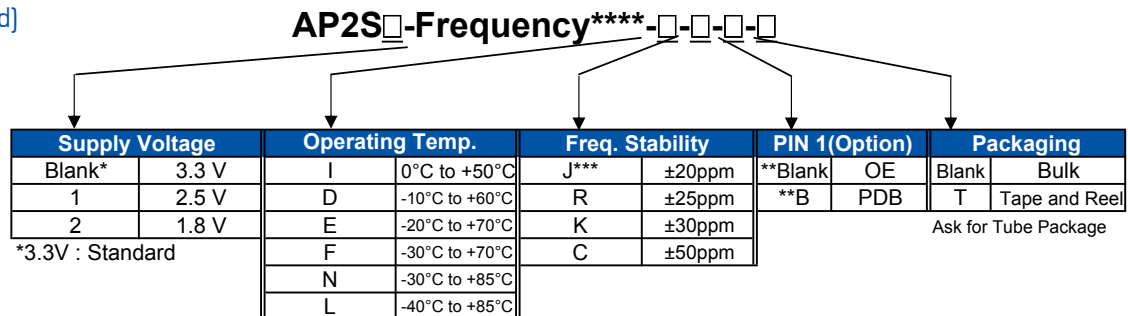 d]
AP2S□-Frequency****-□-□-□-□
Supply Voltage
Blank* 3.3 V
1 2.5 V
2 1.8 V
*3.3V : Standard
Operating Temp.
I 0°C to +50°C
D -10°C to +60°C
E -20°C to +70°C
F -30°C to +70°C
N -30°C to +85°C
L -40°C to +85°C
Freq. Stability
J*** ±20ppm
R ±25ppm
K ±30ppm
C ±50ppm
PIN 1(Option)
**Blank OE
**B PDB
Packaging
Blank Bulk
T Tape and Reel
Ask for Tube Package